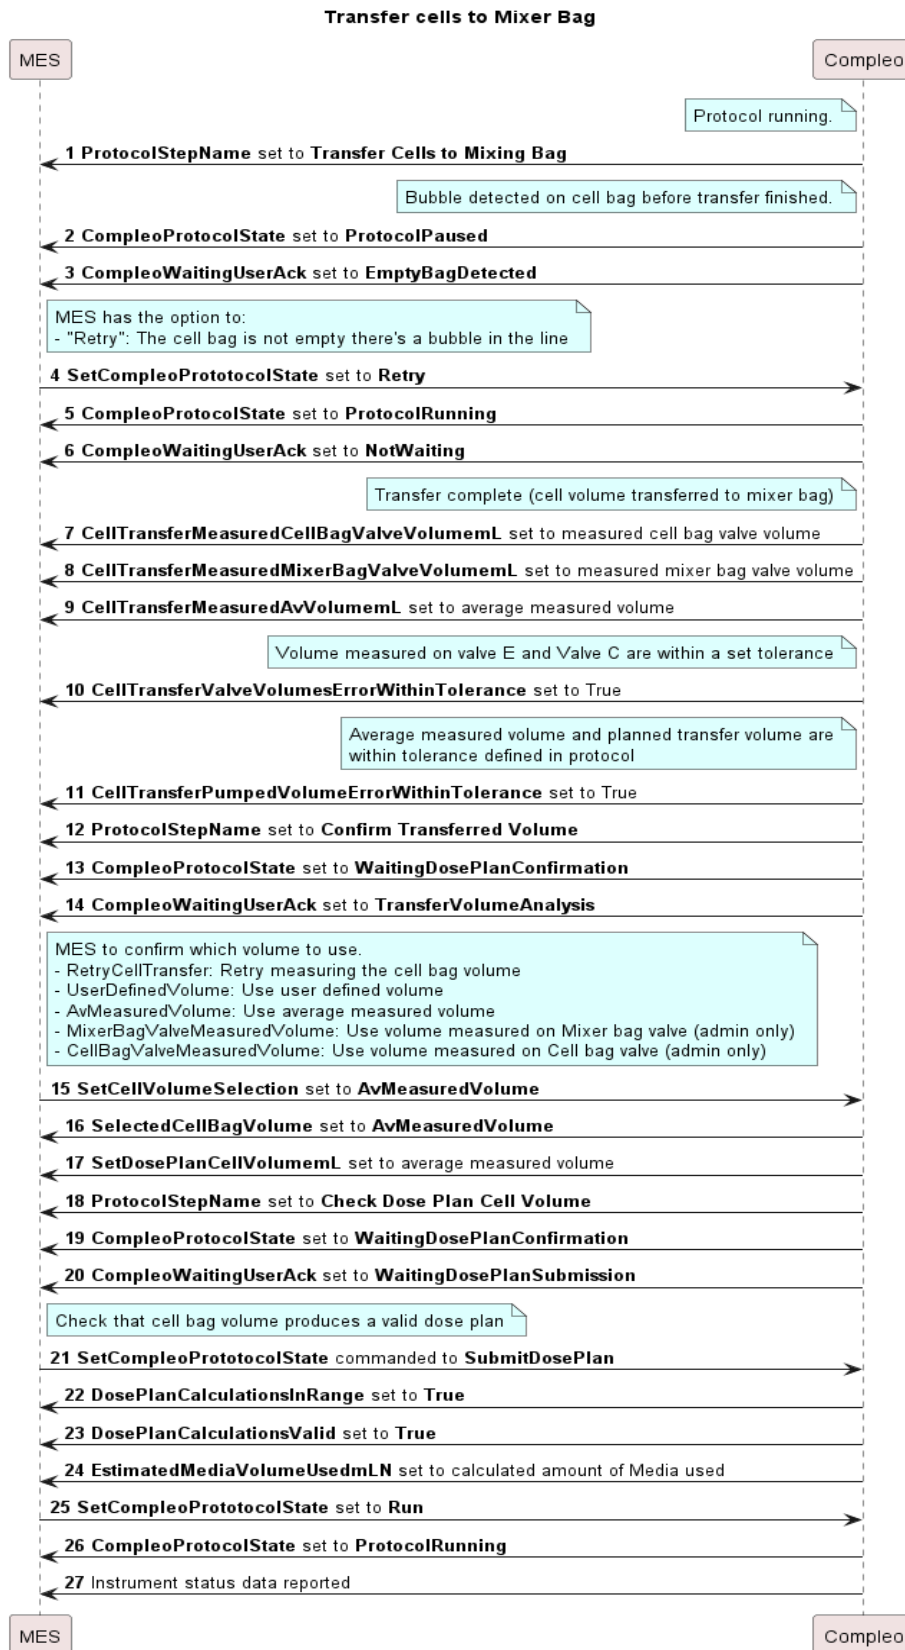 Transfer cells to Mixer Bag
MES
Compleo
Protocol running.
1 ProtocolStepName set to Transfer Cells to Mixing Bag
Bubble detected on cell bag before transfer finished.
2 CompleoProtocolState set to ProtocolPaused
3 CompleoWaitingUserAck set to EmptyBagDetected
MES has the option to:
- "Retry": The cell bag is not empty there's a bubble in the line
4 SetCompleoPrototocolState set to Retry
5 CompleoProtocolState set to ProtocolRunning
6 CompleoWaitingUserAck set to NotWaiting
Transfer complete (cell volume transferred to mixer bag)
7 CellTransferMeasuredCellBagValveVolumemL set to measured cell bag valve volume
8 CellTransferMeasuredMixerBagValveVolumemL set to measured mixer bag valve volume
9 CellTransferMeasuredAvVolumemL set to average measured volume
Volume measured on valve E and Valve C are within a set tolerance
10 CellTransferValveVolumesErrorWithinTolerance set to True
Average measured volume and planned transfer volume are
within tolerance defined in protocol
11 CellTransferPumpedVolumeErrorWithinTolerance set to True
12 ProtocolStepName set to Confirm Transferred Volume
13 CompleoProtocolState set to WaitingDosePlanConfirmation
14 CompleoWaitingUserAck set to TransferVolumeAnalysis
MES to confirm which volume to use.
- RetryCellTransfer: Retry measuring the cell bag volume
- UserDefinedVolume: Use user defined volume
- AvMeasuredVolume: Use average measured volume
- MixerBagValveMeasuredVolume: Use volume measured on Mixer bag valve (admin only)
- CellBagValveMeasuredVolume: Use volume measured on Cell bag valve (admin only)
15 SetCellVolumeSelection set to AvMeasuredVolume
16 SelectedCellBagVolume set to AvMeasuredVolume
17 SetDosePlanCellVolumemL set to average measured volume
18 ProtocolStepName set to Check Dose Plan Cell Volume
19 CompleoProtocolState set to WaitingDosePlanConfirmation
20 CompleoWaitingUserAck set to WaitingDosePlanSubmission
Check that cell bag volume produces a valid dose plan
21 SetCompleoPrototocolState commanded to SubmitDosePlan
22 DosePlanCalculationsInRange set to True
23 DosePlanCalculationsValid set to True
24 EstimatedMediaVolumeUsedmLN set to calculated amount of Media used
25 SetCompleoPrototocolState set to Run
26 CompleoProtocolState set to ProtocolRunning
27 Instrument status data reported
MES
Compleo